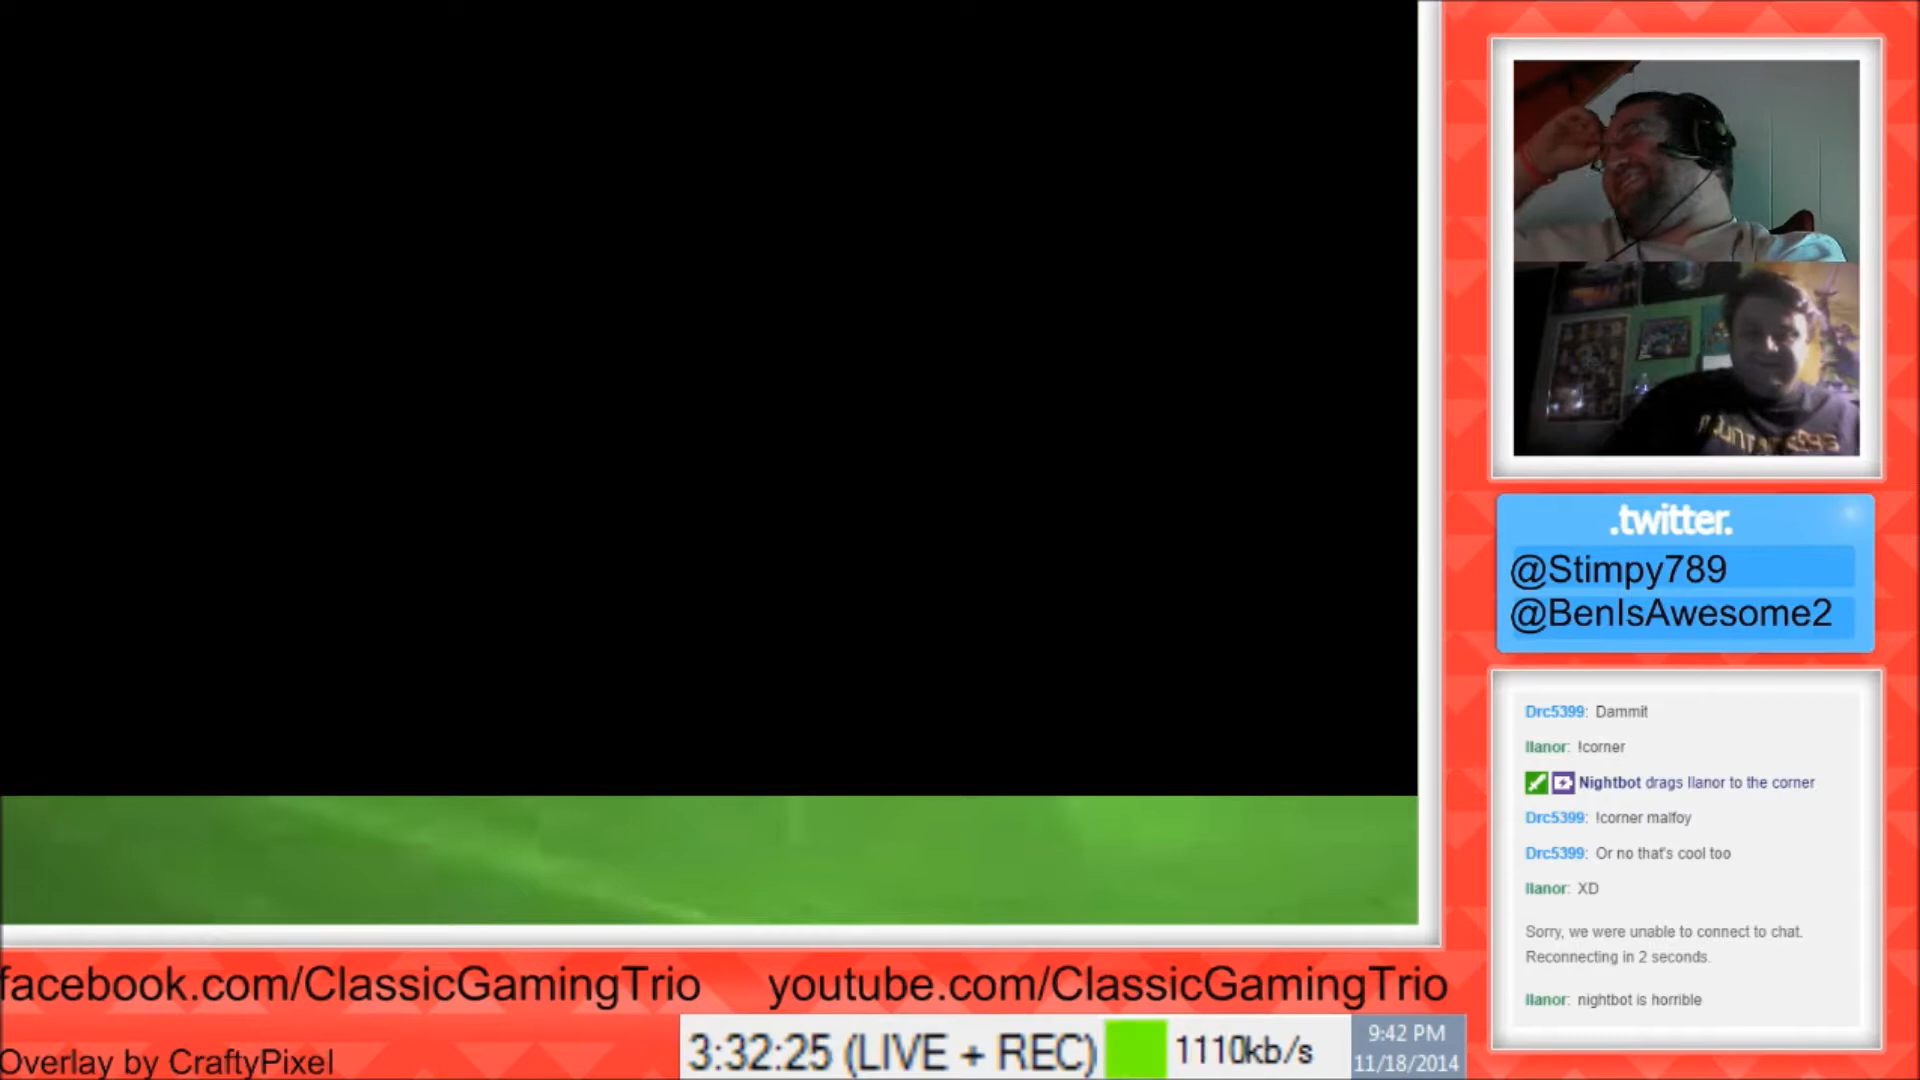 .twitter.
@Stimpy789
@BenIsAwesome2
Drc5399: Dammit
llanor: !corner
Nightbot drags llanor to the corner
Drc5399: !corner malfoy
Drc5399: Or no that's cool too
llanor: XD
Sorry, we were unable to connect to chat.
Reconnecting in 2 seconds.
llanor: nightbot is horrible
facebook.com/ClassicGamingTrio youtube.com/ClassicGamingTrio
3:32:25 (LIVE + REC) 1110kb/s
9:42 PM
11/18/2014
Overlay by CraftyPixel